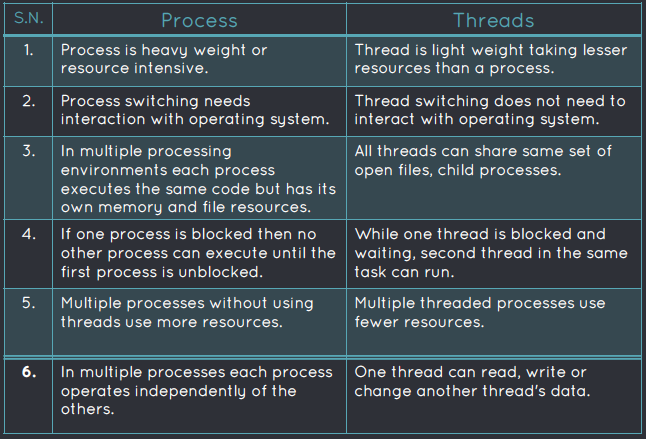 S.N. Process Threads
1. Process is heavy weight or Thread is light weight taking lesser
resource intensive. resources than a process.
2. Process switching needs Thread switching does not need to
interaction with operating system. interact with operating system.
3. In multiple processing All threads can share same set of
environments each process open files, child processes.
executes the same code but has its
own memory and file resources.
4. If one process is blocked then no While one thread is blocked and
other process can execute until the waiting, second thread in the same
first process is unblocked. task can run.
5. Multiple processes without using Multiple threaded processes use
threads use more resources. fewer resources.
6. In multiple processes each process One thread can read, write or
operates independently of the change another thread's data.
others.